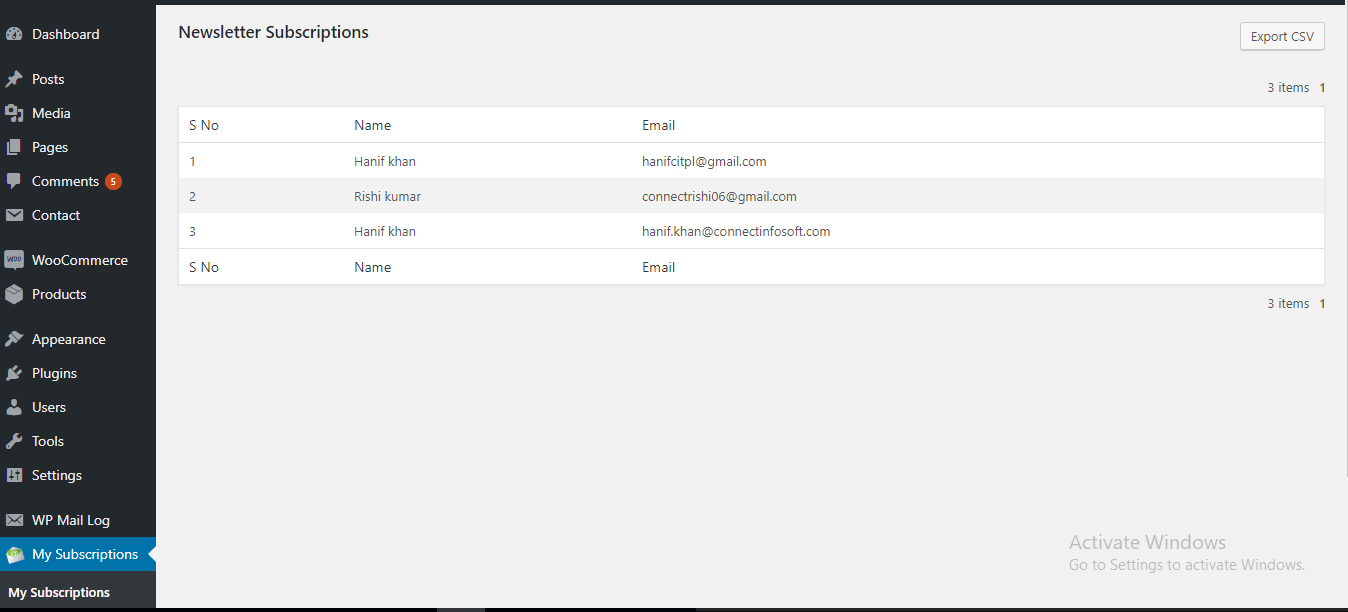 Dashboard
Posts
Media
Pages
Comments 5
Contact
WOO WooCommerce
Products
Appearance
Plugins
Users
Tools
Settings
WP Mail Log
My Subscriptions
My Subscriptions
Newsletter Subscriptions
Export CSV
3 items 1
S No Name Email
1 Hanif khan hanifcitpl@gmail.com
2 Rishi kumar connectrishi06@gmail.com
3 Hanif khan hanif.khan@connectinfosoft.com
S No Name Email
3 items 1
Activate Windows
Go to Settings to activate Windows.